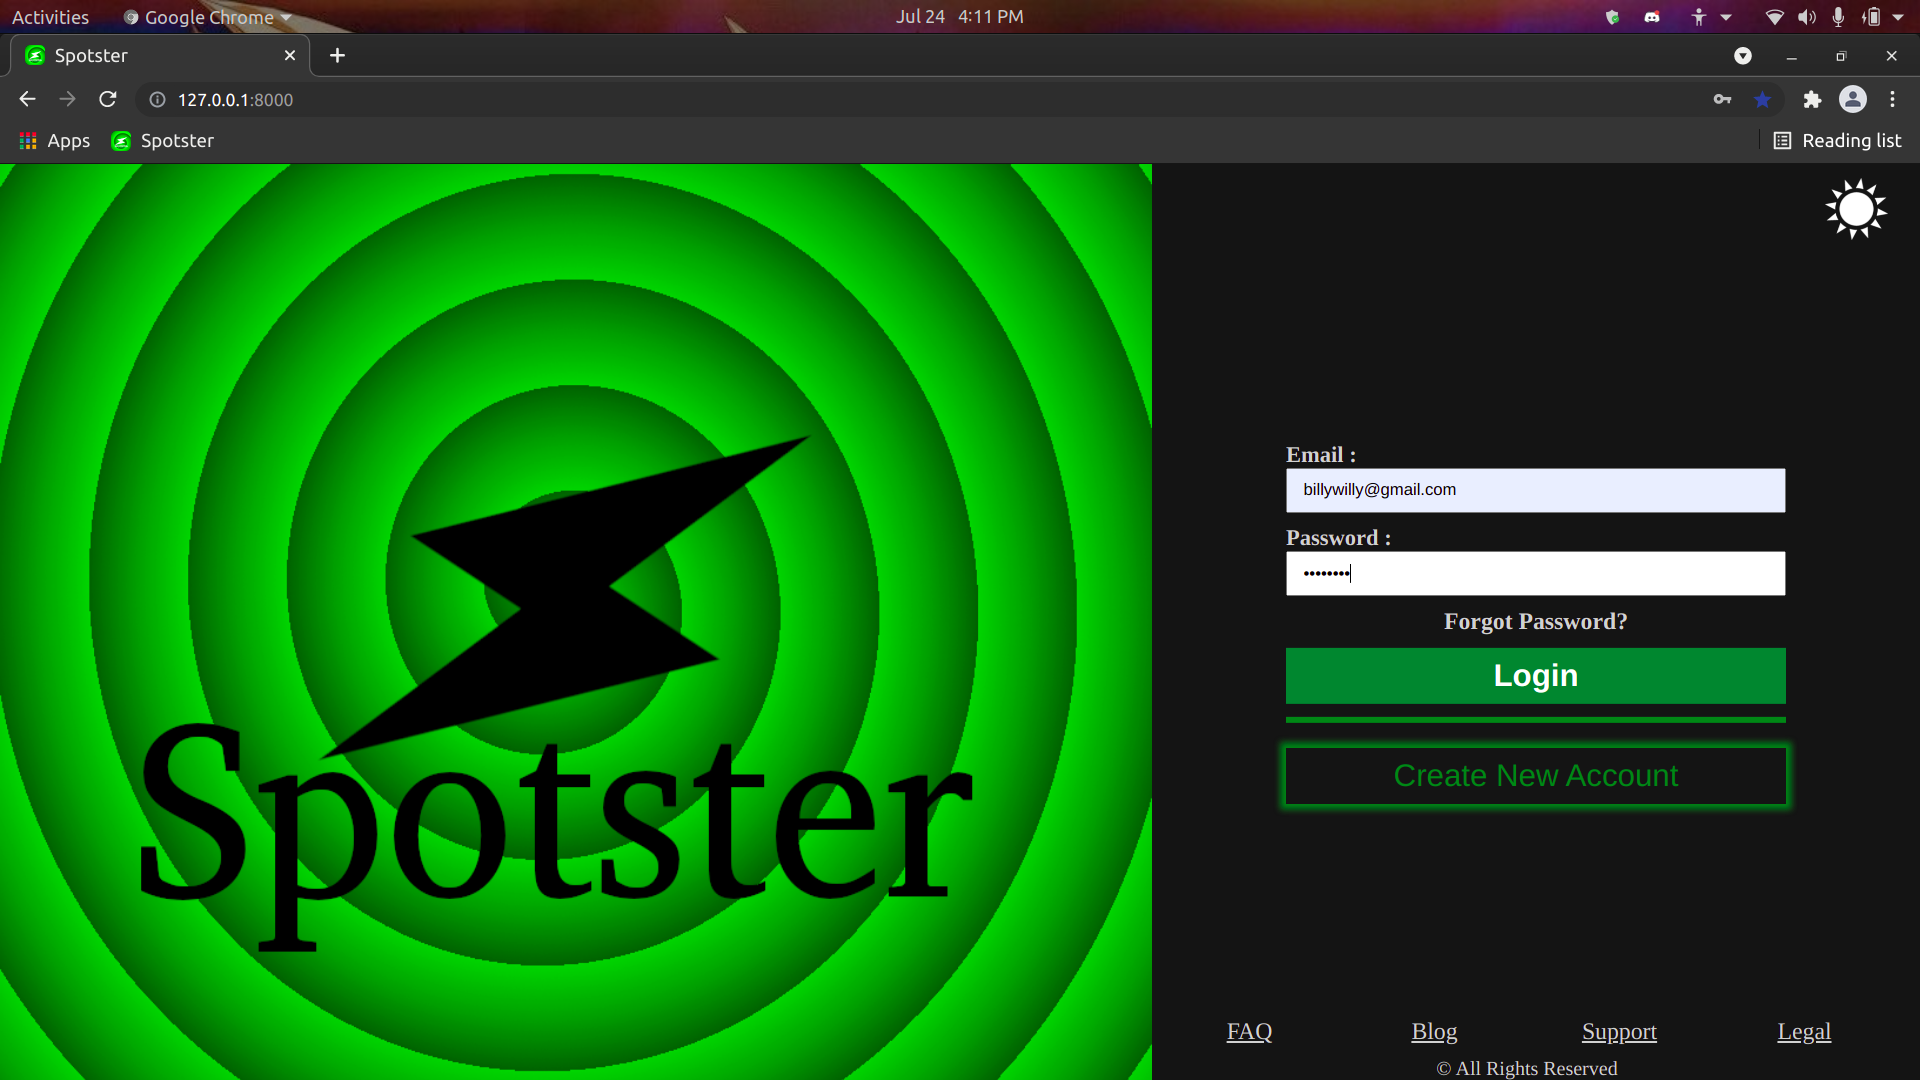 Activities
Google Chrome
Jul 24 4:11 PM
Spotster
127.0.0.1:8000
Apps
Spotster
Reading list
Spotster
Email :
billywilly@gmail.com
Password :
••••••••
Forgot Password?
Login
Create New Account
FAQ
Blog
Support
Legal
© All Rights Reserved